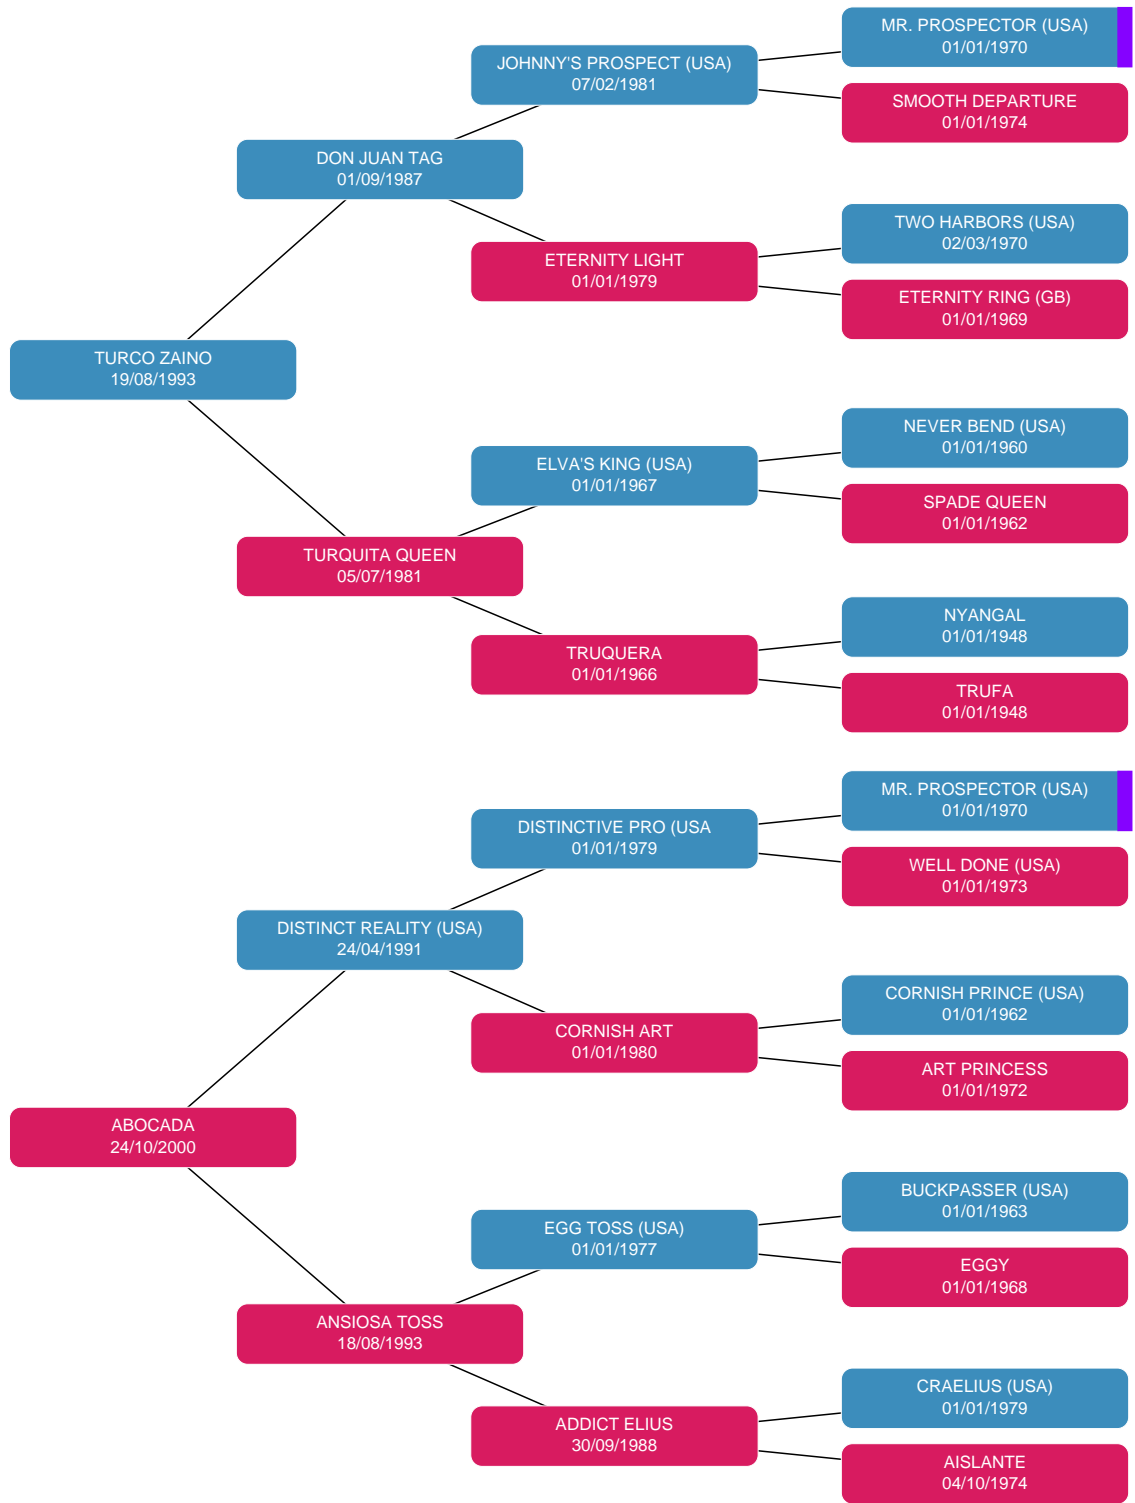 MR. PROSPECTOR (USA)
01/01/1970
JOHNNY'S PROSPECT (USA)
07/02/1981
SMOOTH DEPARTURE
01/01/1974
DON JUAN TAG
01/09/1987
TWO HARBORS (USA)
02/03/1970
ETERNITY LIGHT
01/01/1979
ETERNITY RING (GB)
01/01/1969
TURCO ZAINO
19/08/1993
NEVER BEND (USA)
01/01/1960
ELVA'S KING (USA)
01/01/1967
SPADE QUEEN
01/01/1962
TURQUITA QUEEN
05/07/1981
NYANGAL
01/01/1948
TRUQUERA
01/01/1966
TRUFA
01/01/1948
MR. PROSPECTOR (USA)
01/01/1970
DISTINCTIVE PRO (USA
01/01/1979
WELL DONE (USA)
01/01/1973
DISTINCT REALITY (USA)
24/04/1991
CORNISH PRINCE (USA)
01/01/1962
CORNISH ART
01/01/1980
ART PRINCESS
01/01/1972
ABOCADA
24/10/2000
BUCKPASSER (USA)
01/01/1963
EGG TOSS (USA)
01/01/1977
EGGY
01/01/1968
ANSIOSA TOSS
18/08/1993
CRAELIUS (USA)
01/01/1979
ADDICT ELIUS
30/09/1988
AISLANTE
04/10/1974